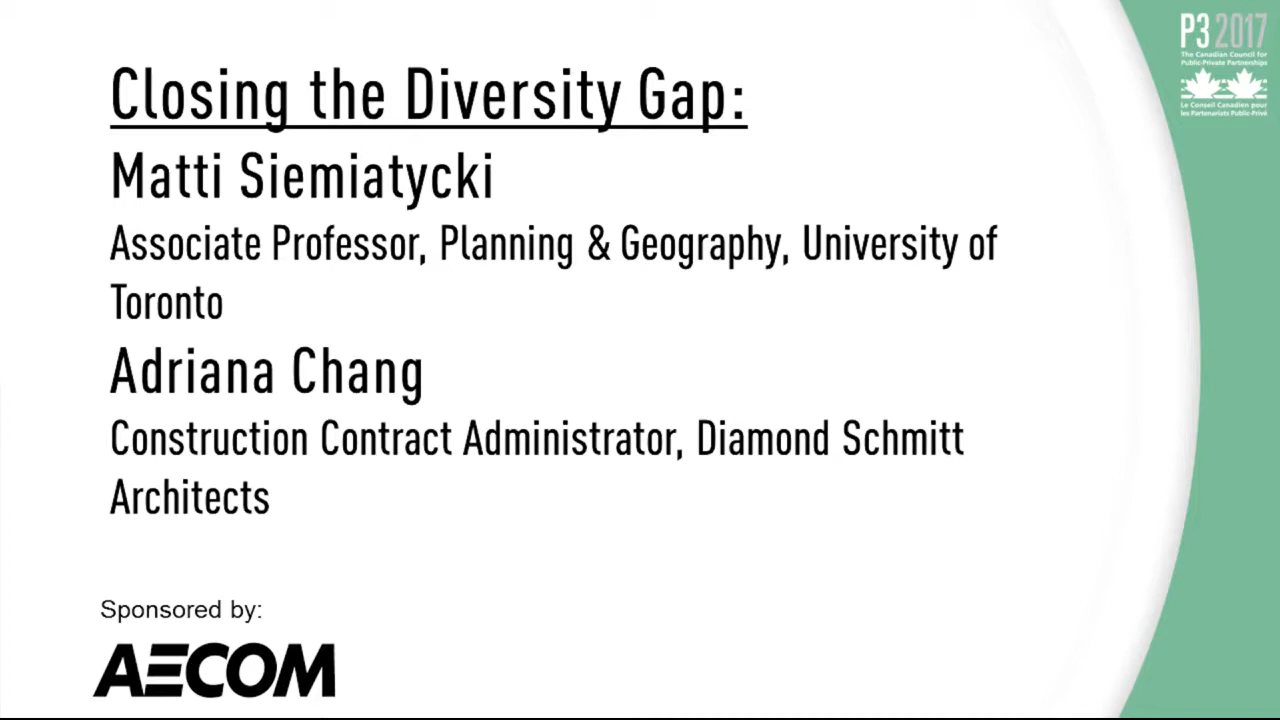 Closing the Diversity Gap:
Matti Siemiatycki
Associate Professor, Planning & Geography, University of
Toronto
Adriana Chang
Construction Contract Administrator, Diamond Schmitt
Architects
Sponsored by:
AECOM
P3 2017
The Canadian Council for
Public-Private Partnerships
Le Conseil Canadien pour
les Partenariats Public-Privé